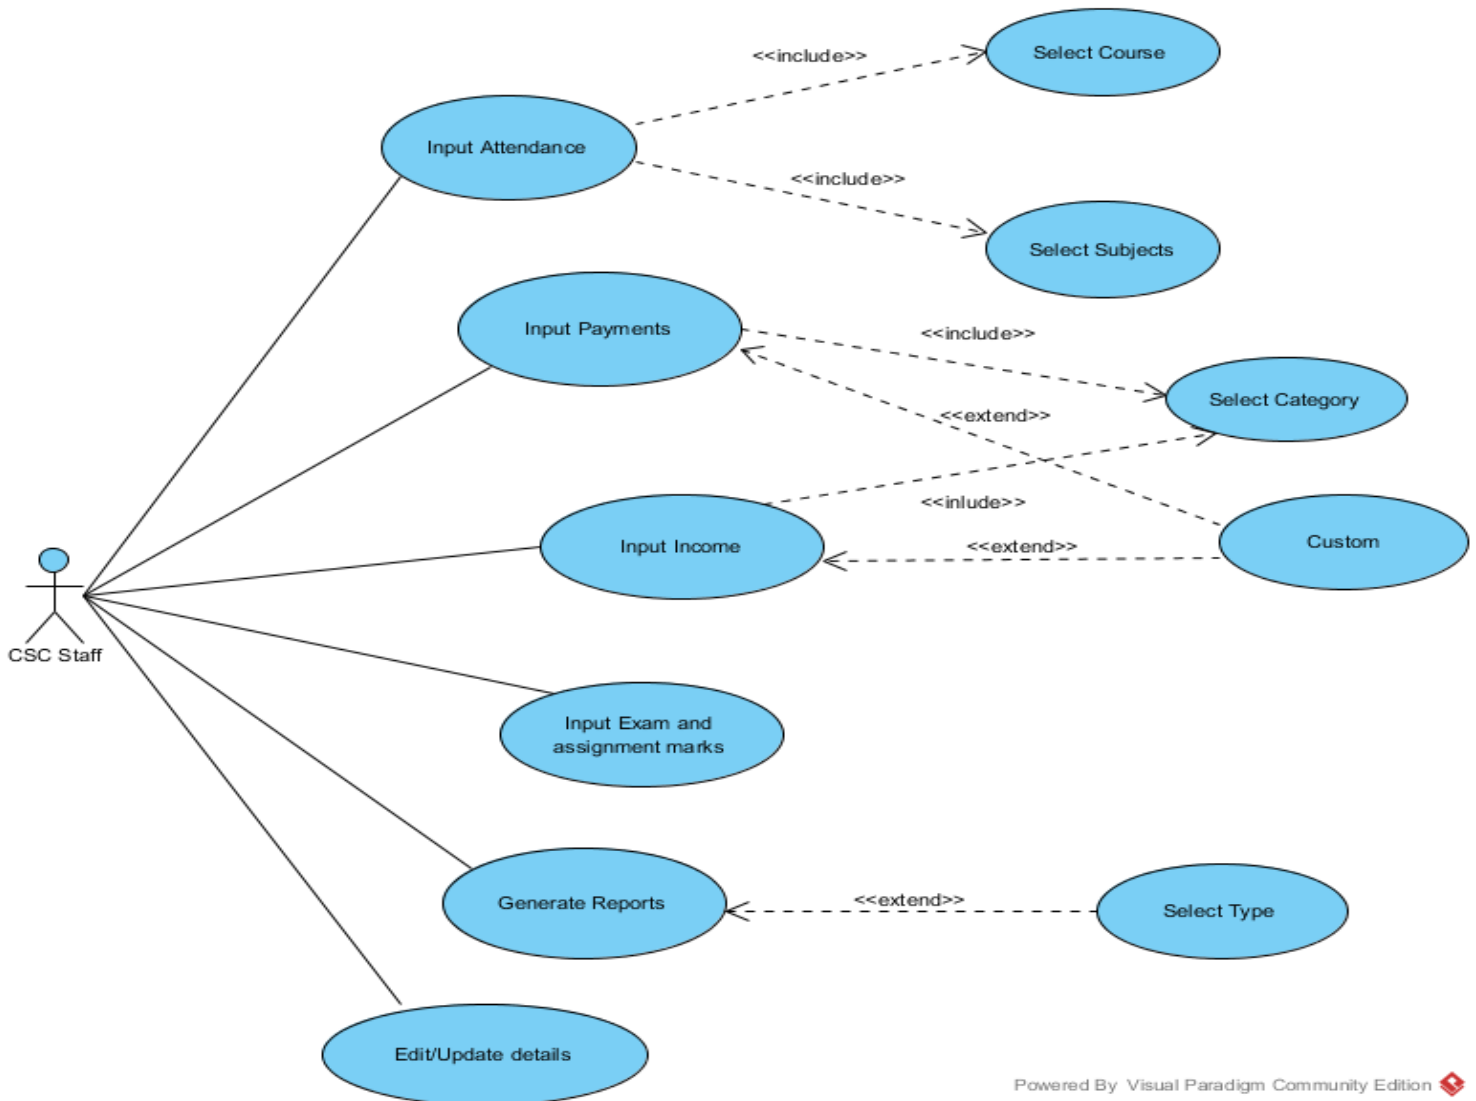 <<include>>
Select Course
Input Attendance
<<include>>
Select Subjects
Input Payments
<<include>>
Select Category
<<extend>>
<<inlude>>
Input Income
<<extend>>
Custom
CSC Staff
Input Exam and
assignment marks
Generate Reports
<<extend>>
Select Type
Edit/Update details
Powered By Visual Paradigm Community Edition